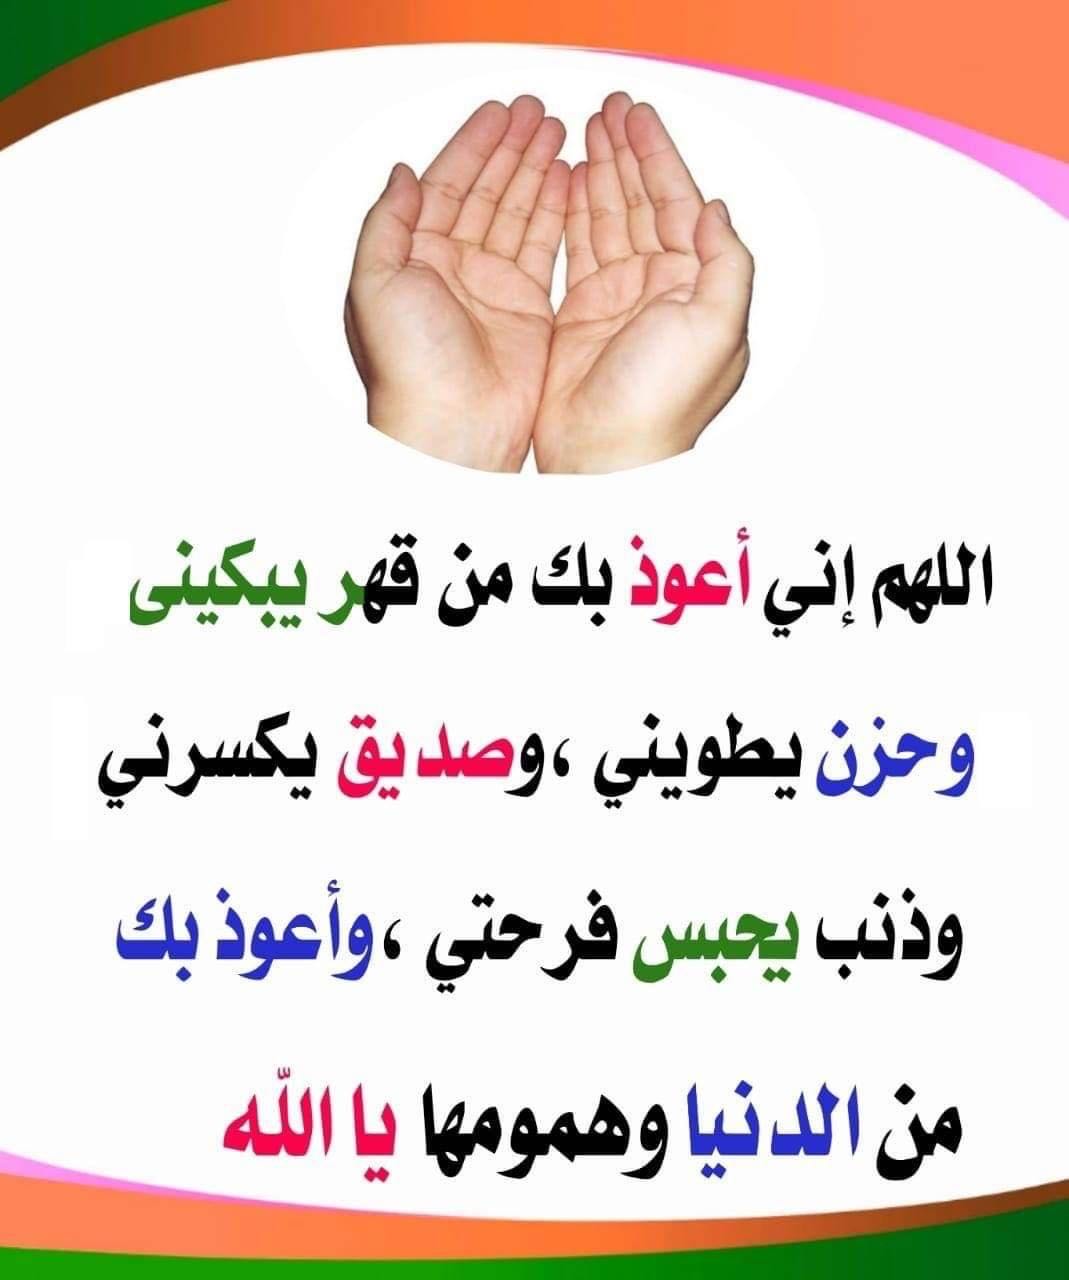 اللهم إني أعوذ بك من قهر يبكينى
وحزن يطويني ،وصديق يكسرني
وذنب يحبس فرحتي ،وأعوذ بك
من الدنيا وهمومها يا اللّه